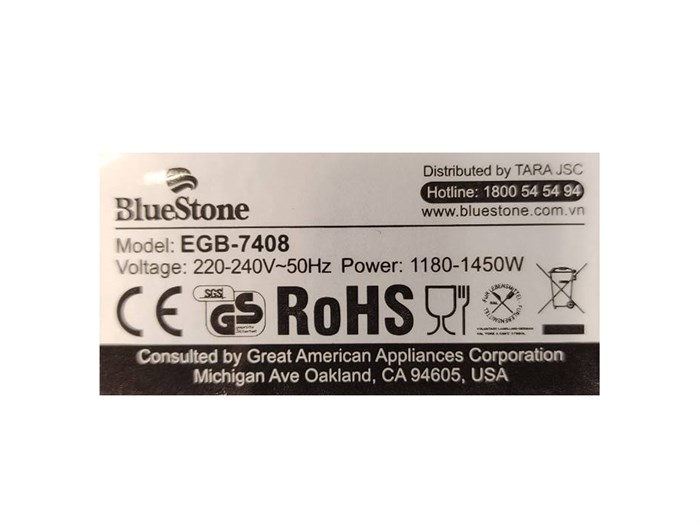 BlueStone
Distributed by TARA JSC
Hotline: 1800 54 54 94
www.bluestone.com.vn
Model: EGB-7408
Voltage: 220-240V~50Hz Power: 1180-1450W
CE SGS GS RoHS
FÜR LEBENSMITTEL
Consulted by Great American Appliances Corporation
Michigan Ave Oakland, CA 94605, USA